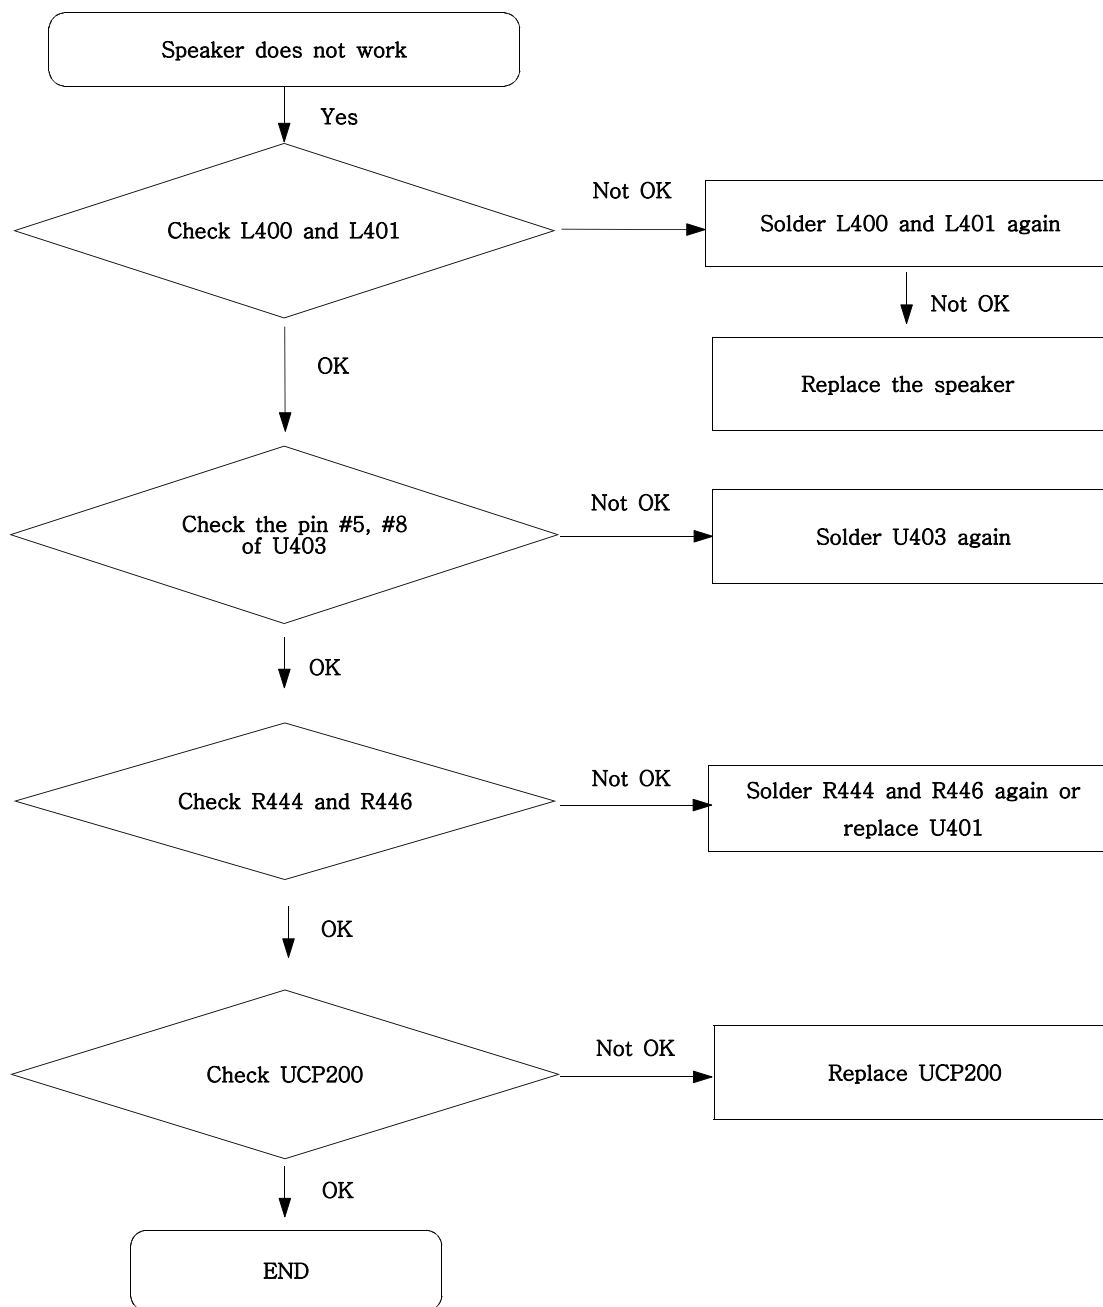 Speaker does not work
Yes
Check L400 and L401
Not OK
Solder L400 and L401 again
Not OK
Replace the speaker
OK
Check the pin #5, #8
of U403
Not OK
Solder U403 again
OK
Check R444 and R446
Not OK
Solder R444 and R446 again or
replace U401
OK
Check UCP200
Not OK
Replace UCP200
OK
END